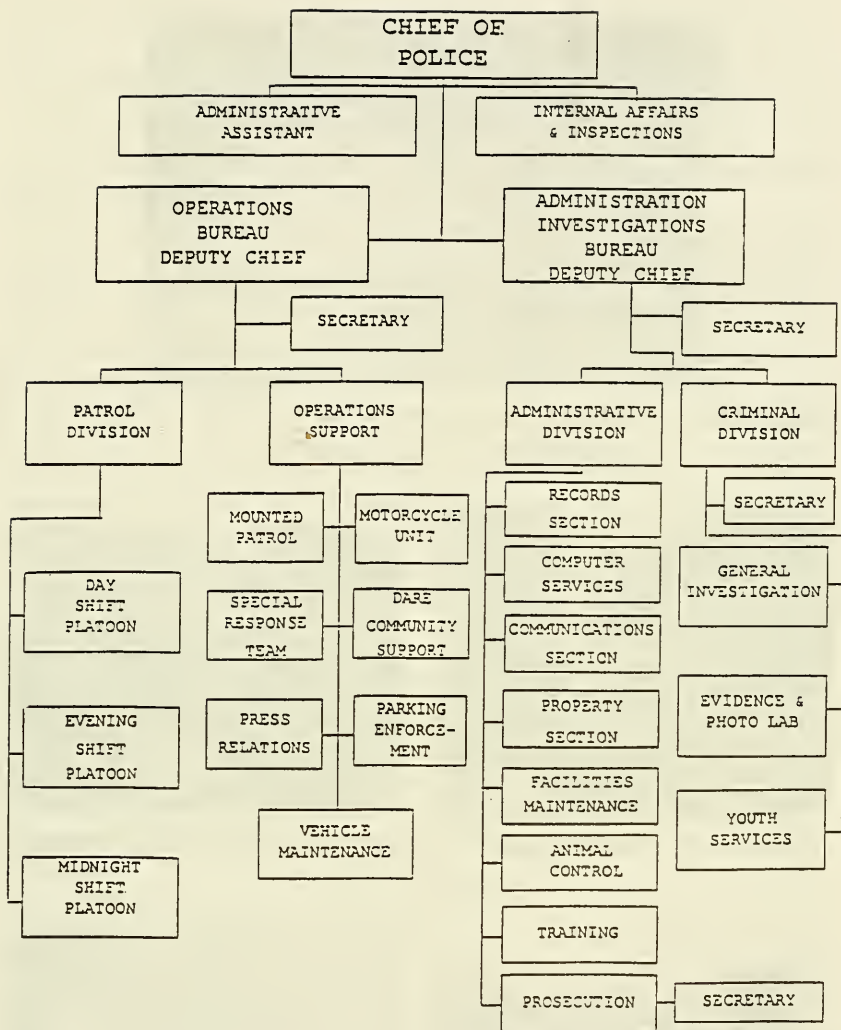 CHIEF OF
POLICE
ADMINISTRATIVE
ASSISTANT
INTERNAL AFFAIRS
& INSPECTIONS
OPERATIONS
BUREAU
DEPUTY CHIEF
ADMINISTRATION
INVESTIGATIONS
BUREAU
DEPUTY CHIEF
SECRETARY
SECRETARY
PATROL
DIVISION
OPERATIONS
SUPPORT
ADMINISTRATIVE
DIVISION
CRIMINAL
DIVISION
MOUNTED
PATROL
MOTORCYCLE
UNIT
RECORDS
SECTION
SECRETARY
DAY
SHIFT
PLATOON
SPECIAL
RESPONSE
TEAM
DARE
COMMUNITY
SUPPORT
COMPUTER
SERVICES
GENERAL
INVESTIGATION
COMMUNICATIONS
SECTION
EVENING
SHIFT
PLATOON
PRESS
RELATIONS
PARKING
ENFORCE-
MENT
PROPERTY
SECTION
EVIDENCE &
PHOTO LAB
VEHICLE
MAINTENANCE
FACILITIES
MAINTENANCE
YOUTH
SERVICES
MIDNIGHT
SHIFT
PLATOON
ANIMAL
CONTROL
TRAINING
PROSECUTION
SECRETARY